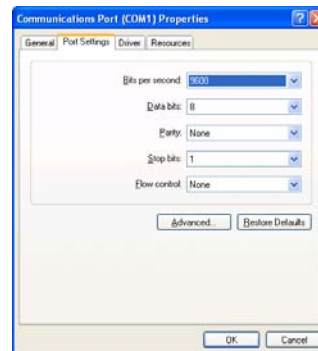 Communications Port (COM1) Properties
General Port Settings Driver Resources
Bits per second: 9600
Data bits: 8
Parity: None
Stop bits: 1
Flow control: None
Advanced... Restore Defaults
OK Cancel